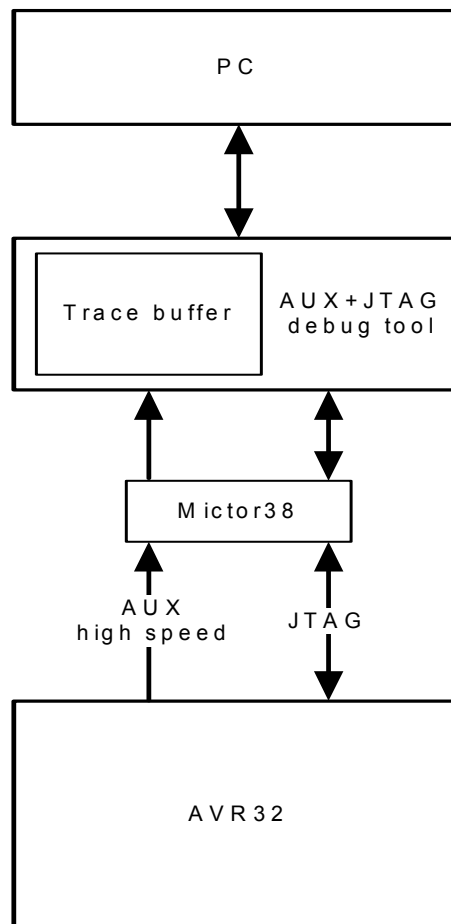 PC
Trace buffer
AUX+JTAG
debug tool
Mictor38
AUX
high speed
JTAG
AVR32